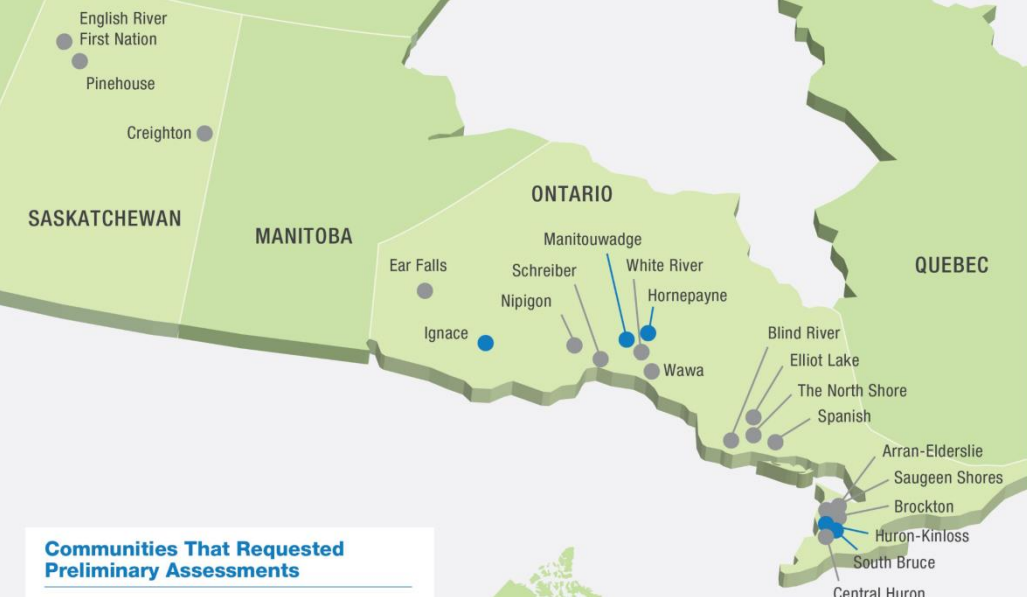 English River
First Nation
Pinehouse
Creighton
SASKATCHEWAN
MANITOBA
ONTARIO
QUEBEC
Manitouwadge
Ear Falls
Schreiber
White River
Nipigon
Hornepayne
Ignace
Blind River
Wawa
Elliot Lake
The North Shore
Spanish
Arran-Elderslie
Saugeen Shores
Brockton
Huron-Kinloss
South Bruce
Central Huron
Communities That Requested
Preliminary Assessments